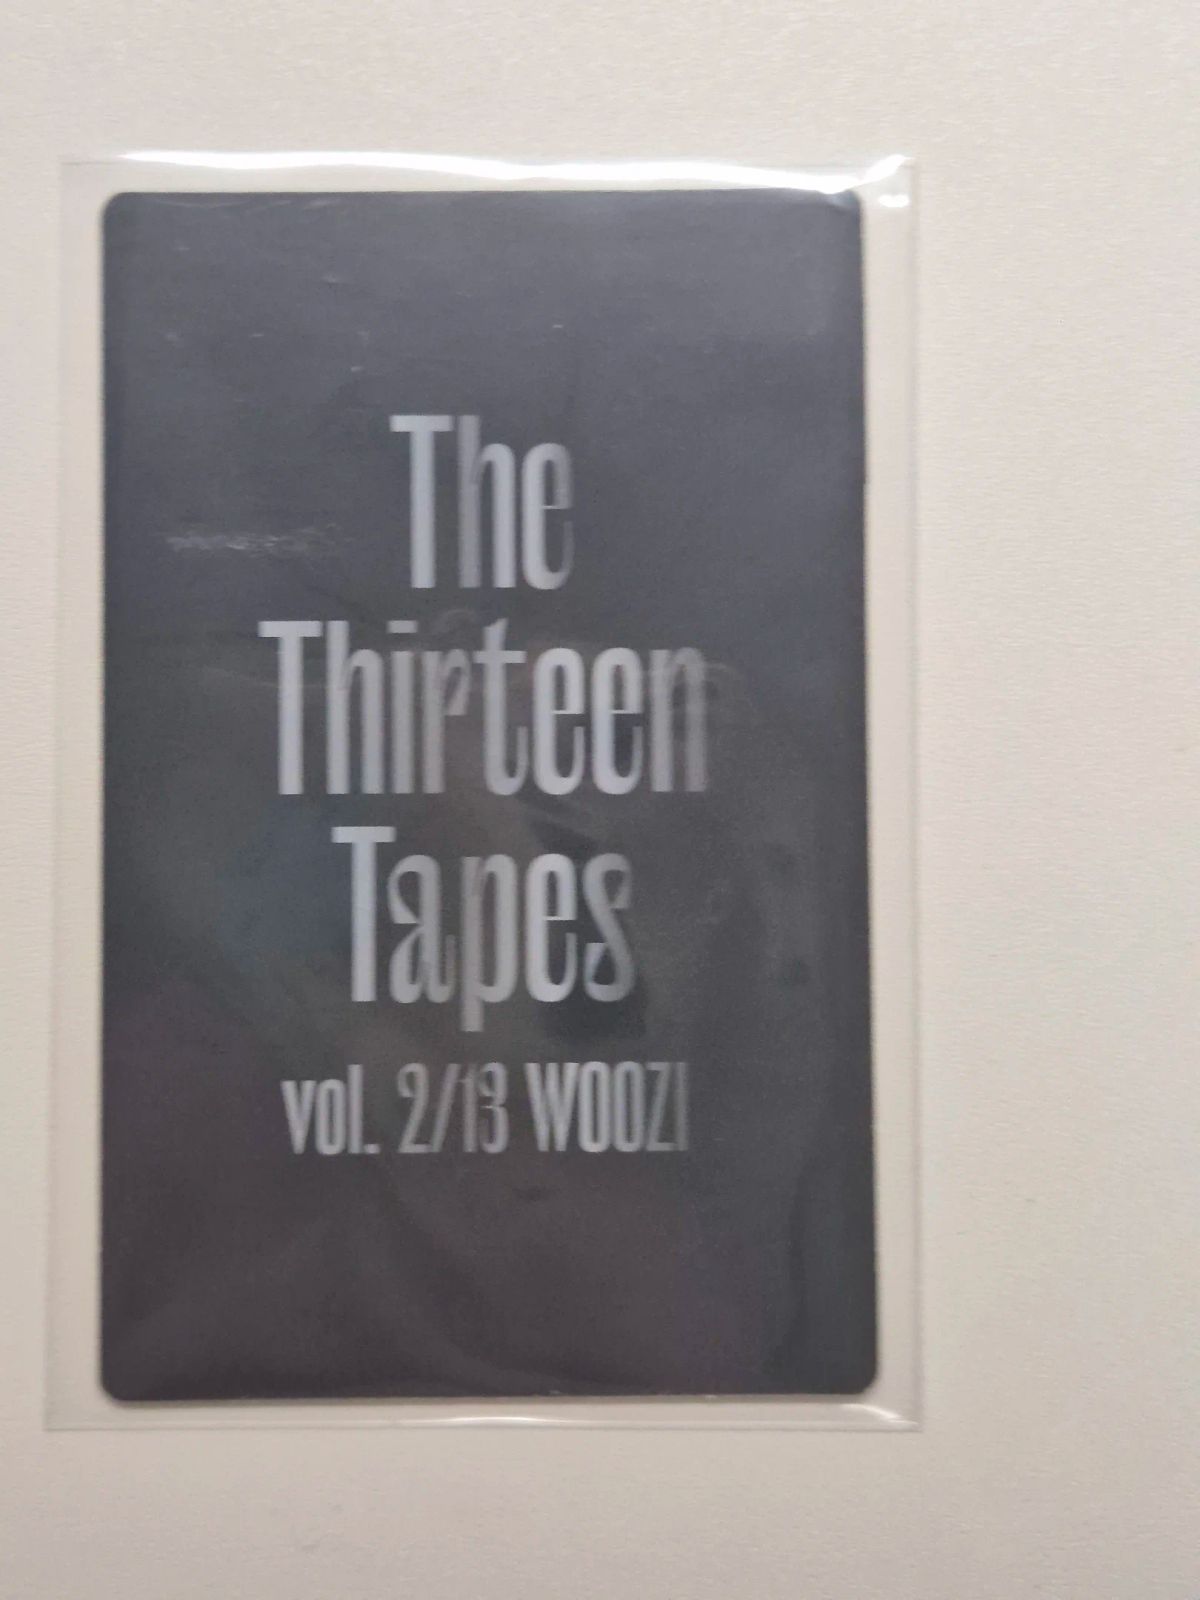 The
Thirteen
Tapes
vol. 2/13 WOOZI